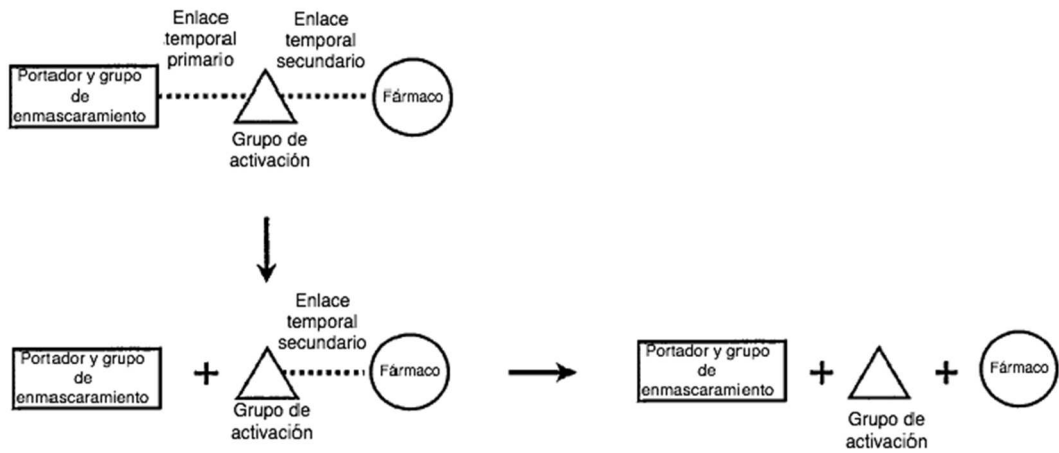 Enlace
temporal
primario
Enlace
temporal
secundario
Portador y grupo
de
enmascaramiento
Fármaco
Grupo de
activación
Enlace
temporal
secundario
Portador y grupo
de
enmascaramiento
+
Fármaco
Grupo de
activación
Portador y grupo
de
enmascaramiento
+
+
Fármaco
Grupo de
activación